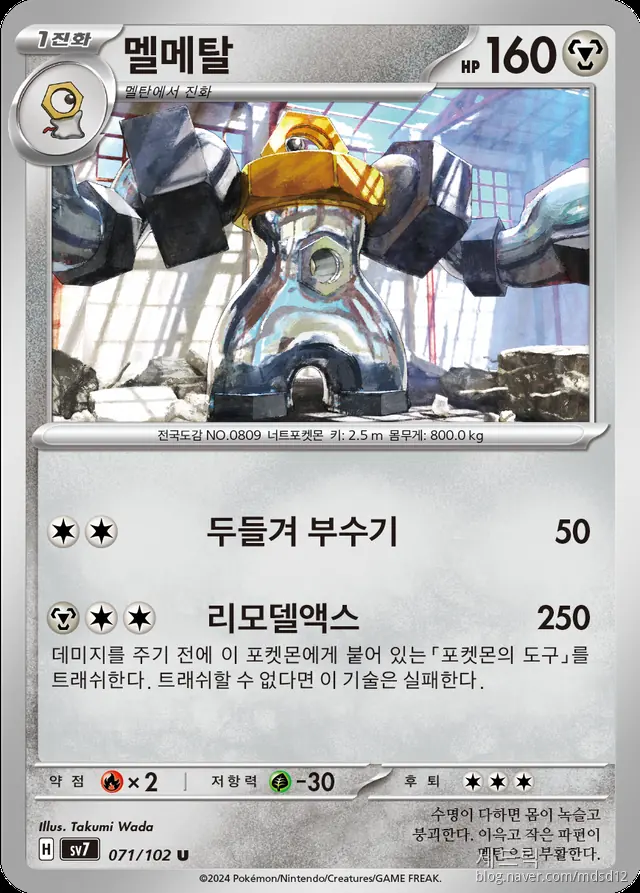 1진화
멜메탈
HP 160
멜탄에서 진화
전국도감 NO.0809 너트포켓몬 키: 2.5 m 몸무게: 800.0 kg
두들겨 부수기 50
리모델액스 250
데미지를 주기 전에 이 포켓몬에게 붙어 있는 「포켓몬의 도구」를
트래쉬한다. 트래쉬할 수 없다면 이 기술은 실패한다.
약점 ×2 저항력 -30 후퇴
수명이 다하면 몸이 녹슬고
붕괴한다. 이윽고 작은 파편이
멜탄으로 부활한다.
Illus. Takumi Wada
H sv7 071/102 U
세드릭
blog.naver.com/mdsd12
©2024 Pokémon/Nintendo/Creatures/GAME FREAK.